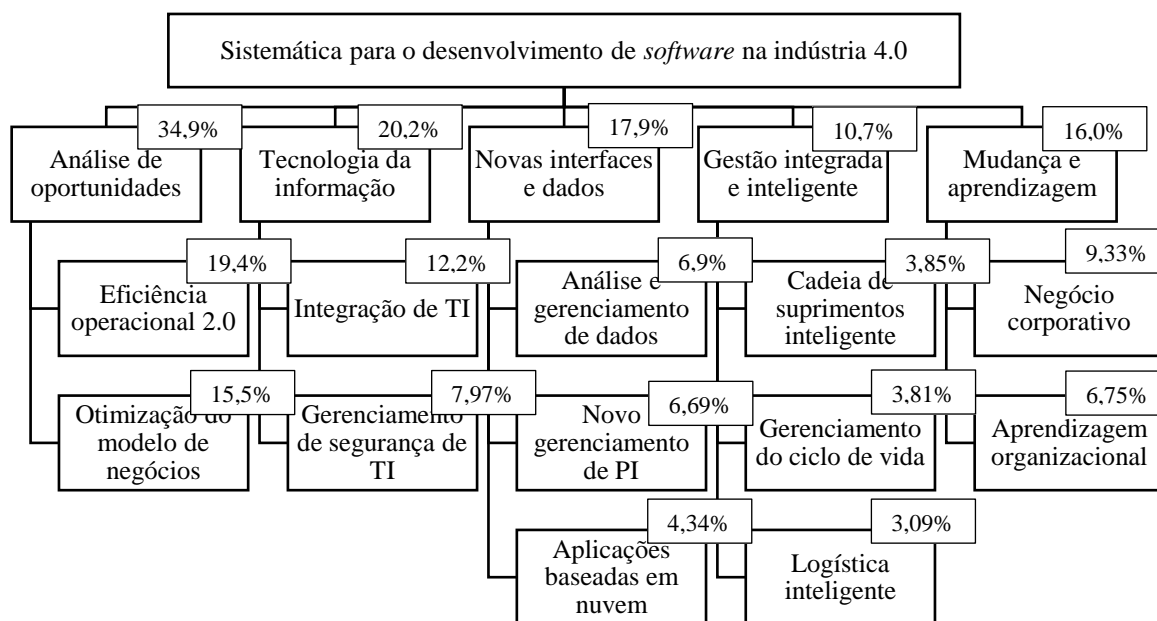 Sistemática para o desenvolvimento de software na indústria 4.0
34,9%
Análise de
oportunidades
20,2%
Tecnologia da
informação
17,9%
Novas interfaces
e dados
10,7%
Gestão integrada
e inteligente
16,0%
Mudança e
aprendizagem
19,4%
Eficiência
operacional 2.0
12,2%
Integração de TI
6,9%
Análise e
gerenciamento
de dados
3,85%
Cadeia de
suprimentos
inteligente
9,33%
Negócio
corporativo
15,5%
Otimização do
modelo de
negócios
7,97%
Gerenciamento
de segurança de
TI
6,69%
Novo
gerenciamento
de PI
3,81%
Gerenciamento
do ciclo de vida
6,75%
Aprendizagem
organizacional
4,34%
Aplicações
baseadas em
nuvem
3,09%
Logística
inteligente